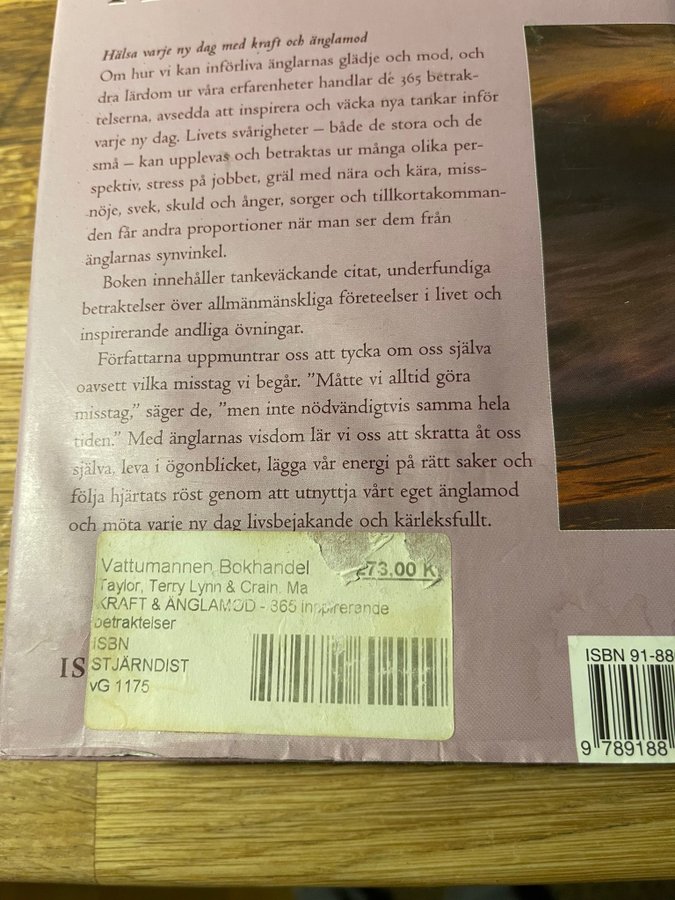 Hälsa varje ny dag med kraft och änglamod
Om hur vi kan införliva änglarnas glädje och mod, och
dra lärdom ur våra erfarenheter handlar de 365 betrak-
telserna, avsedda att inspirera och väcka nya tankar inför
varje ny dag. Livets svårigheter – både de stora och de
små – kan upplevas och betraktas ur många olika per-
spektiv, stress på jobbet, gräl med nära och kära, miss-
nöje, svek, skuld och ånger, sorger och tillkortakomman-
den får andra proportioner när man ser dem från
änglarnas synvinkel.
Boken innehåller tankeväckande citat, underfundiga
betraktelser över allmänmänskliga företeelser i livet och
inspirerande andliga övningar.
Författarna uppmuntrar oss att tycka om oss själva
oavsett vilka misstag vi begår. ”Måtte vi alltid göra
misstag,” säger de, ”men inte nödvändigtvis samma hela
tiden.” Med änglarnas visdom lär vi oss att skratta åt oss
själva, leva i ögonblicket, lägga vår energi på rätt saker och
följa hjärtats röst genom att utnyttja vårt eget änglamod
och möta varje ny dag livsbejakande och kärleksfullt.
Vattumannen Bokhandel 273.00 K
Taylor, Terry Lynn & Crain, Ma
KRAFT & ÄNGLAMOD - 365 inspirerande
betraktelser
ISBN
IS STJÄRNDIST
vG 1175
ISBN 91-88
9 789188